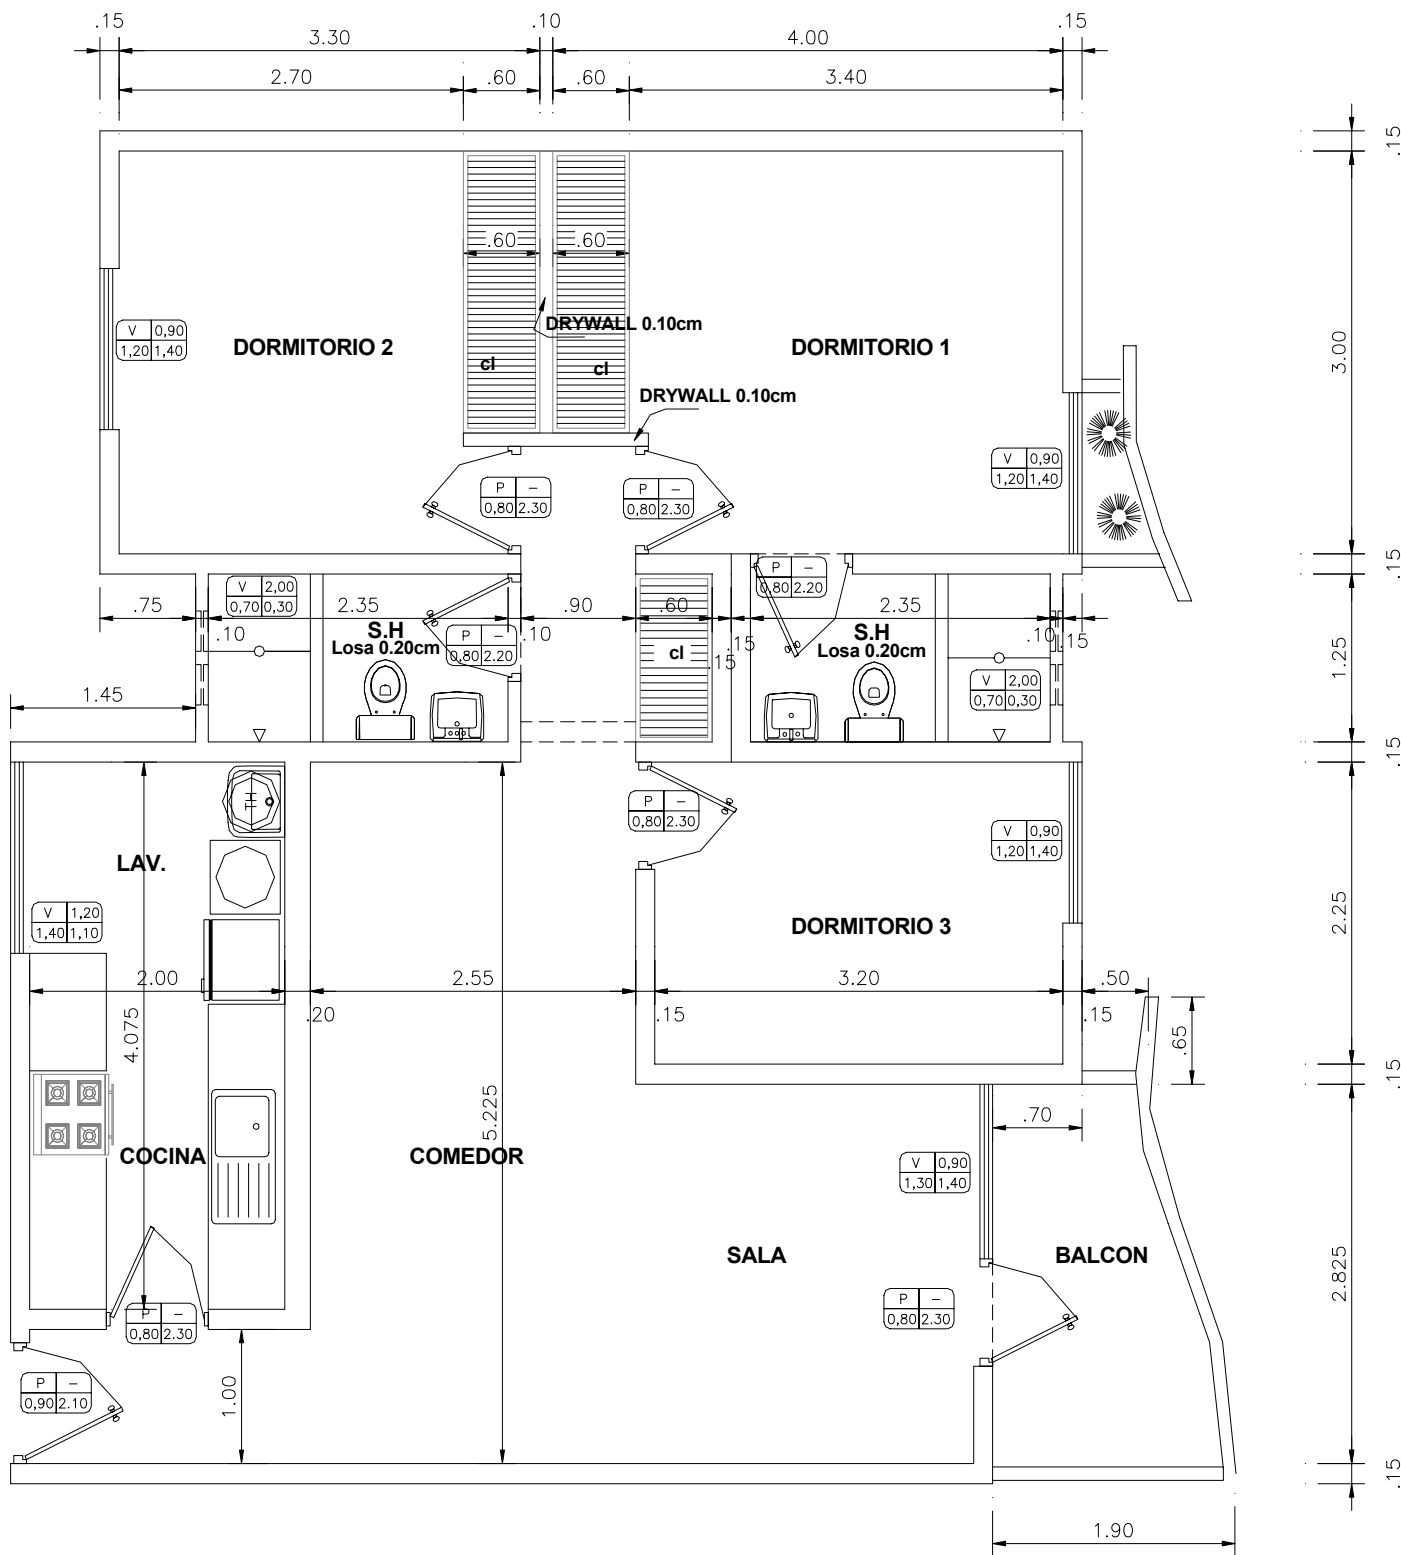 .15
.10
.15
3.30
4.00
2.70
.60
.60
3.40
.15
.60
.60
DRYWALL 0.10cm
V 0,90
1,20 1,40
DORMITORIO 2
DORMITORIO 1
3.00
cl
cl
DRYWALL 0.10cm
V 0,90
1,20 1,40
P –
0,80 2.30
P –
0,80 2.30
.15
V 2,00
0,70 0,30
P –
0,80 2.20
.75
2.35
.90
.60
2.35
.10
S.H
Losa 0.20cm
P –
0,80 2.20
.10
.15
.15
S.H
Losa 0.20cm
.10
.15
1.25
cl
1.45
V 2,00
0,70 0,30
.15
TH
P –
0,80 2.30
V 0,90
1,20 1,40
LAV.
V 1,20
1,40 1,10
DORMITORIO 3
2.25
2.00
2.55
3.20
.50
.20
.15
.15
4.075
.65
.15
5.225
.70
COCINA
COMEDOR
V 0,90
1,30 1,40
SALA
BALCON
2.825
P –
0,80 2.30
P –
0,80 2.30
P –
0,90 2.10
1.00
.15
1.90